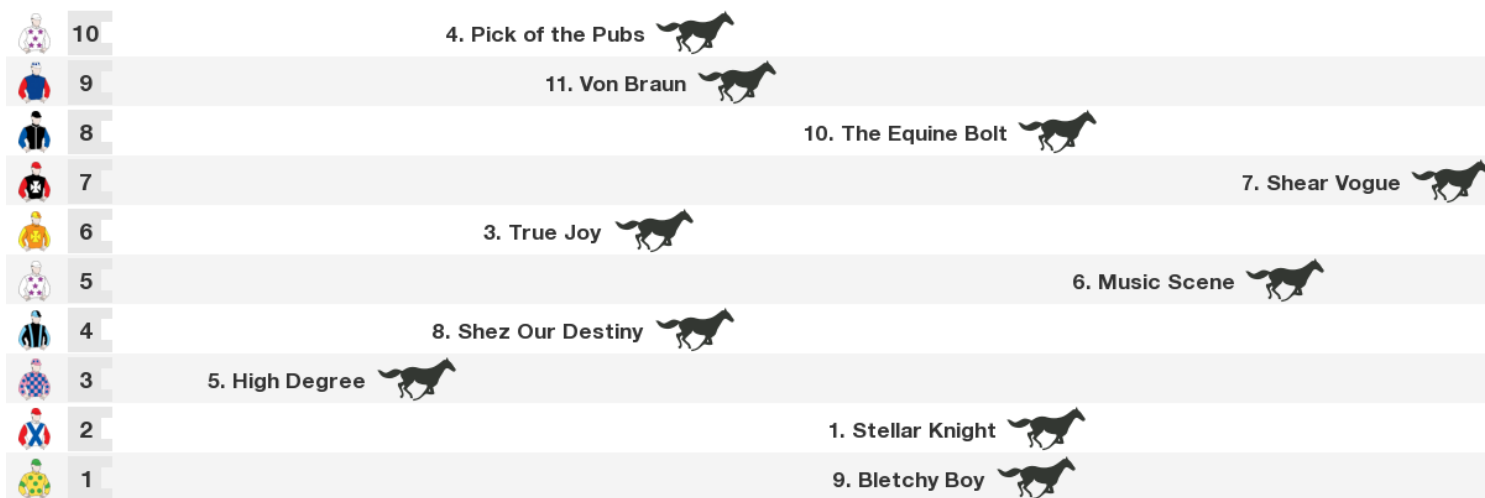 10 4. Pick of the Pubs
9 11. Von Braun
8 10. The Equine Bolt
7 7. Shear Vogue
6 3. True Joy
5 6. Music Scene
4 8. Shez Our Destiny
3 5. High Degree
2 1. Stellar Knight
1 9. Bletchy Boy